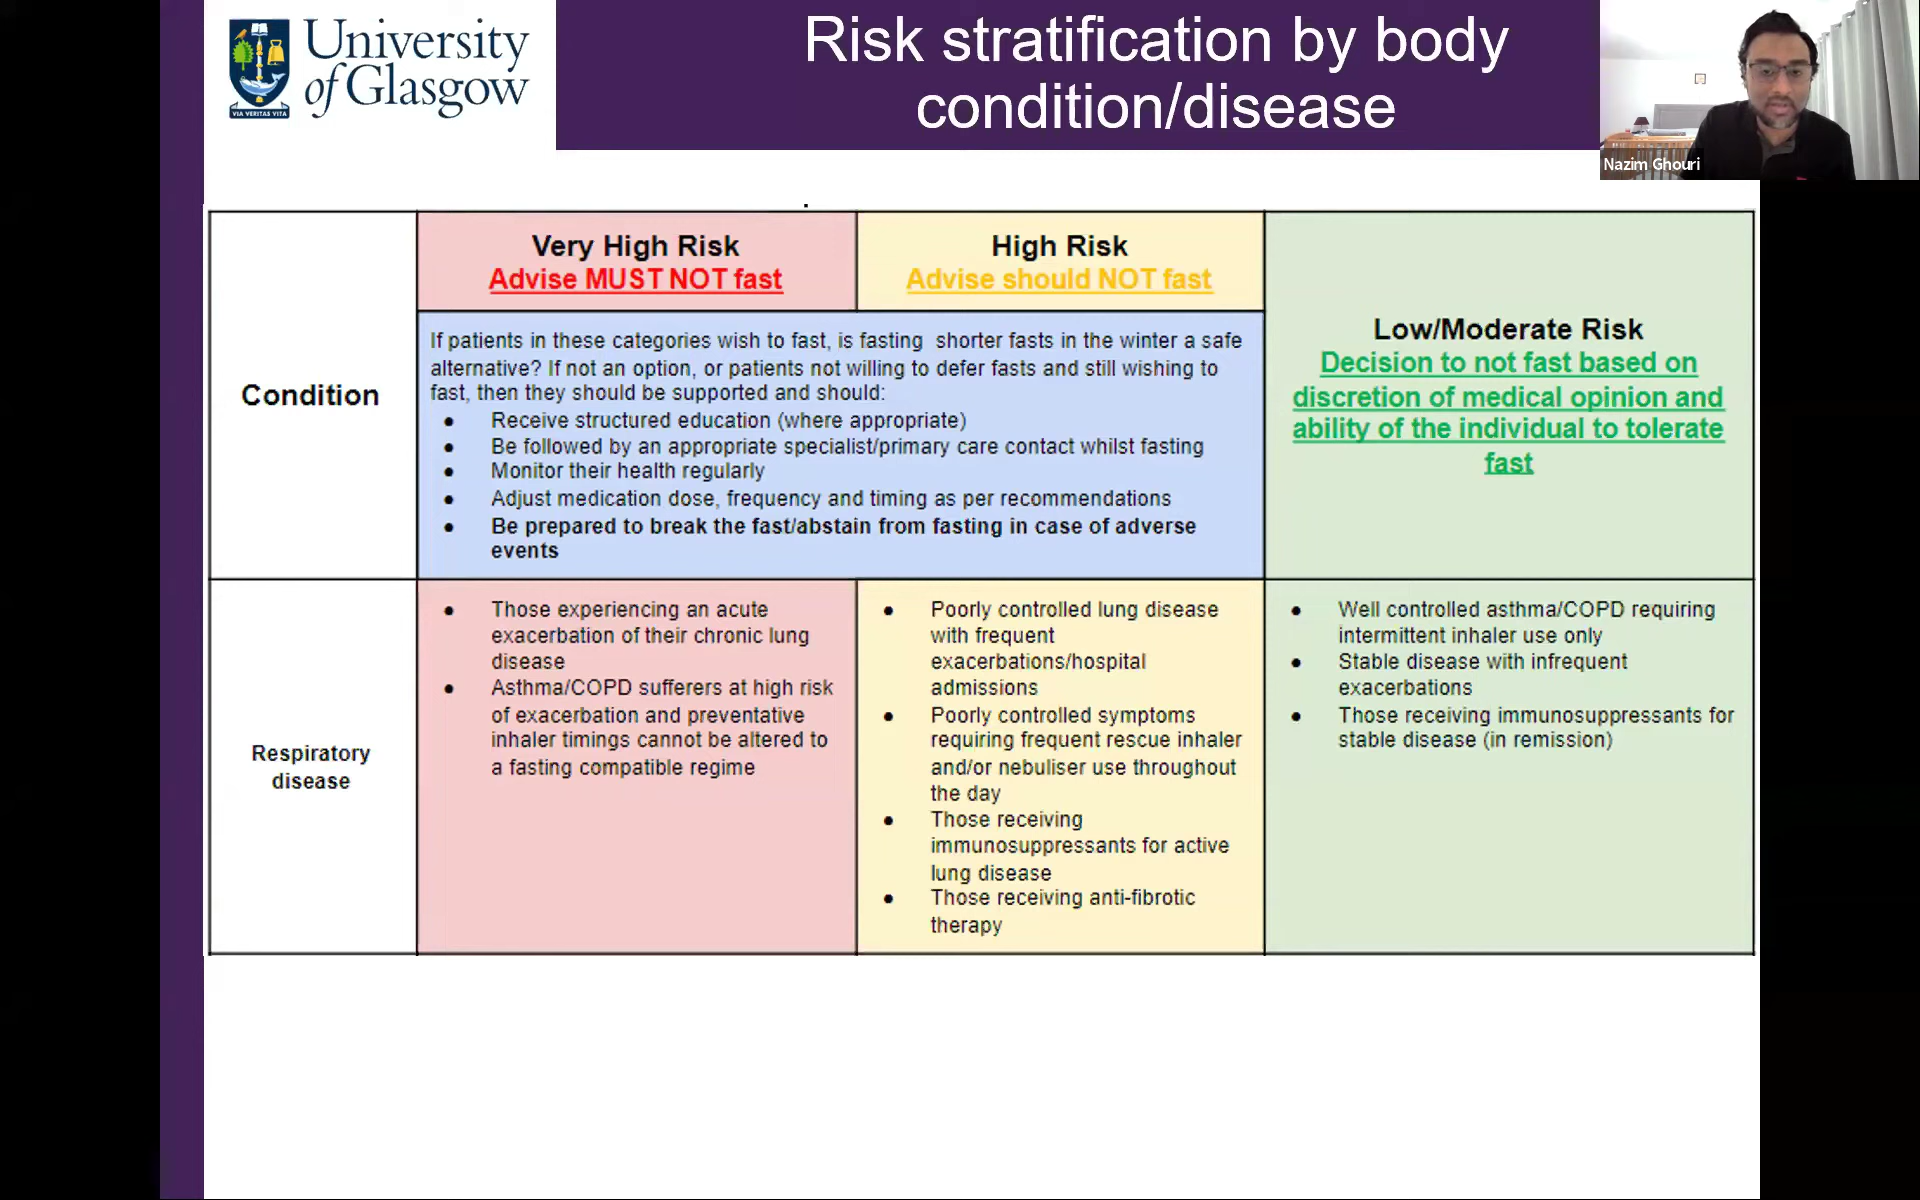 University
of Glasgow
VIA VERITAS VITA
Risk stratification by body
condition/disease
Nazim Ghouri
Condition
Very High Risk
Advise MUST NOT fast
High Risk
Advise should NOT fast
Low/Moderate Risk
Decision to not fast based on
discretion of medical opinion and
ability of the individual to tolerate
fast
If patients in these categories wish to fast, is fasting  shorter fasts in the winter a safe
alternative? If not an option, or patients not willing to defer fasts and still wishing to
fast, then they should be supported and should:
● Receive structured education (where appropriate)
● Be followed by an appropriate specialist/primary care contact whilst fasting
● Monitor their health regularly
● Adjust medication dose, frequency and timing as per recommendations
● Be prepared to break the fast/abstain from fasting in case of adverse
events
Respiratory
disease
● Those experiencing an acute
exacerbation of their chronic lung
disease
● Asthma/COPD sufferers at high risk
of exacerbation and preventative
inhaler timings cannot be altered to
a fasting compatible regime
● Poorly controlled lung disease
with frequent
exacerbations/hospital
admissions
● Poorly controlled symptoms
requiring frequent rescue inhaler
and/or nebuliser use throughout
the day
● Those receiving
immunosuppressants for active
lung disease
● Those receiving anti-fibrotic
therapy
● Well controlled asthma/COPD requiring
intermittent inhaler use only
● Stable disease with infrequent
exacerbations
● Those receiving immunosuppressants for
stable disease (in remission)